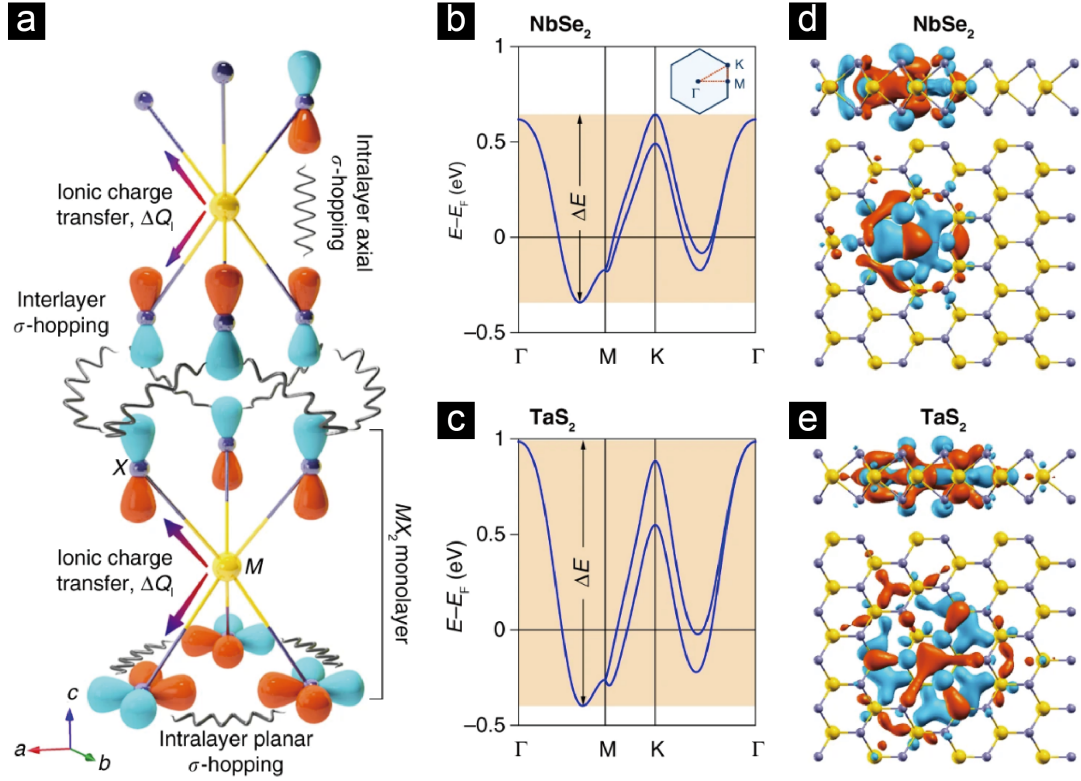 a
Ionic charge
transfer, ΔQI
Intralayer axial
σ-hopping
Interlayer
σ-hopping
X
M
Ionic charge
transfer, ΔQI
MX2 monolayer
Intralayer planar
σ-hopping
c
a
b
b
NbSe2
1
0.5
0
−0.5
E–EF (eV)
ΔE
K
M
Γ
Γ
M
K
Γ
c
TaS2
1
0.5
0
−0.5
E–EF (eV)
ΔE
Γ
M
K
Γ
d
NbSe2
e
TaS2